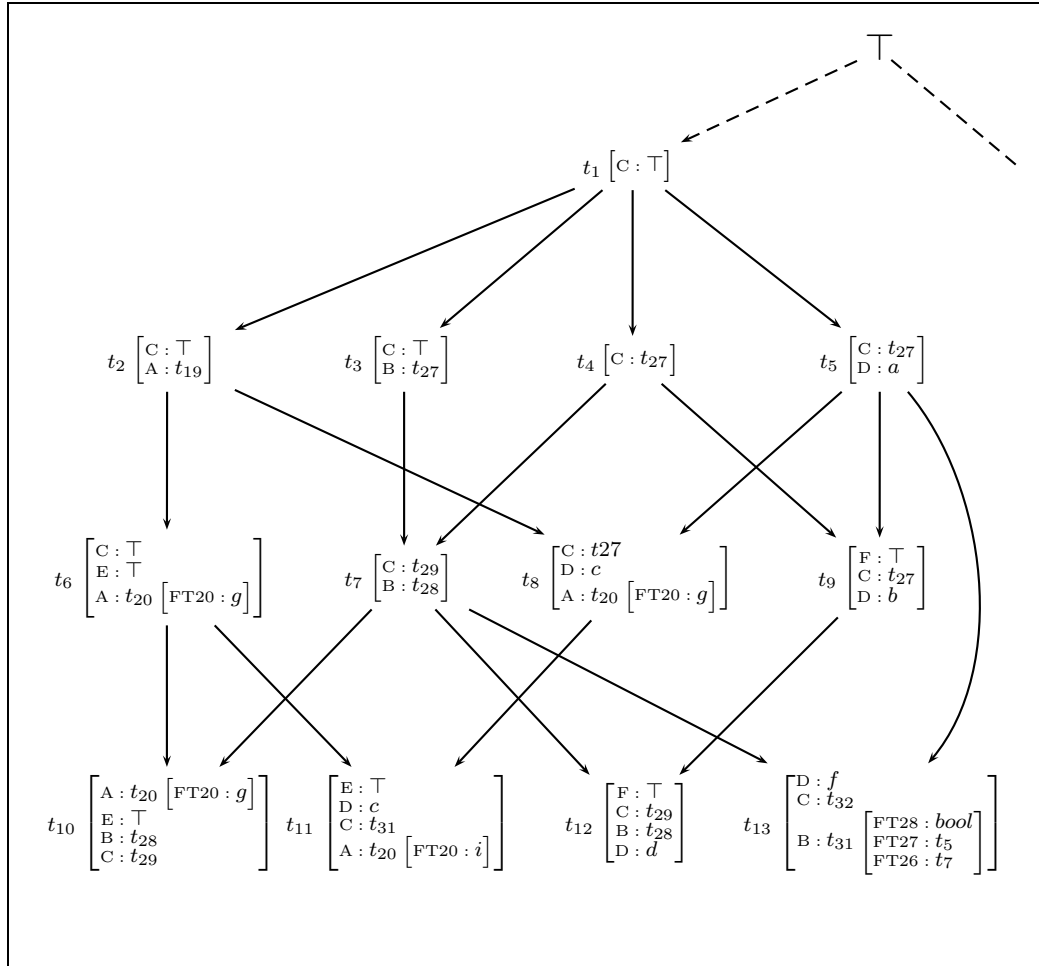 ⊤
t₁ [C : ⊤]
t₂ [C : ⊤
A : t₁₉]
t₃ [C : ⊤
B : t₂₇]
t₄ [C : t₂₇]
t₅ [C : t₂₇
D : a]
t₆ [C : ⊤
E : ⊤
A : t₂₀ [FT20 : g]]
t₇ [C : t₂₉
B : t₂₈]
t₈ [C : t27
D : c
A : t₂₀ [FT20 : g]]
t₉ [F : ⊤
C : t₂₇
D : b]
t₁₀ [A : t₂₀ [FT20 : g]
E : ⊤
B : t₂₈
C : t₂₉]
t₁₁ [E : ⊤
D : c
C : t₃₁
A : t₂₀ [FT20 : i]]
t₁₂ [F : ⊤
C : t₂₉
B : t₂₈
D : d]
t₁₃ [D : f
C : t₃₂
B : t₃₁ [FT28 : bool
FT27 : t₅
FT26 : t₇]]